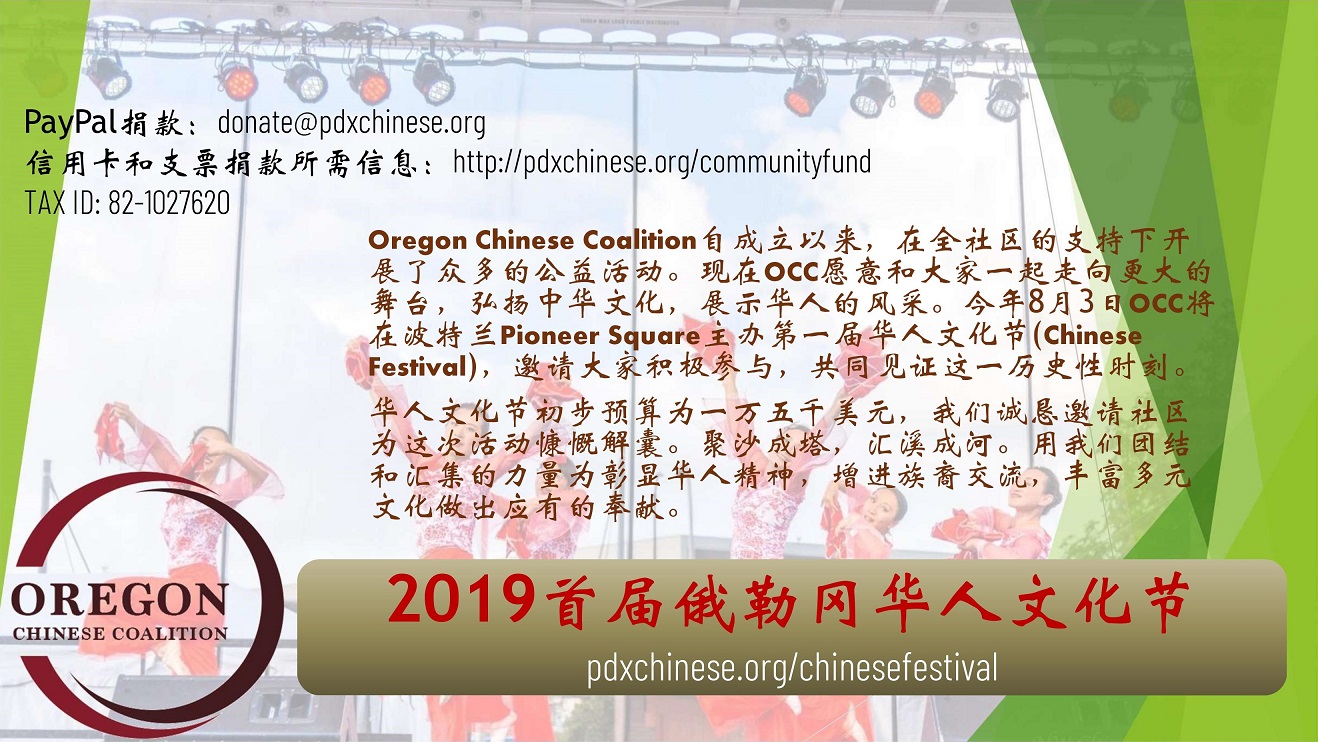 PayPal捐款：donate@pdxchinese.org
信用卡和支票捐款所需信息：http://pdxchinese.org/communityfund
TAX ID: 82-1027620
Oregon Chinese Coalition自成立以来，在全社区的支持下开
展了众多的公益活动。现在OCC愿意和大家一起走向更大的
舞台，弘扬中华文化，展示华人的风采。今年8月3日OCC将
在波特兰Pioneer Square主办第一届华人文化节(Chinese
Festival)，邀请大家积极参与，共同见证这一历史性时刻。
华人文化节初步预算为一万五千美元，我们诚恳邀请社区
为这次活动慷慨解囊。聚沙成塔，汇溪成河。用我们团结
和汇集的力量为彰显华人精神，增进族裔交流，丰富多元
文化做出应有的奉献。
OREGON
CHINESE COALITION
2019首届俄勒冈华人文化节
pdxchinese.org/chinesefestival